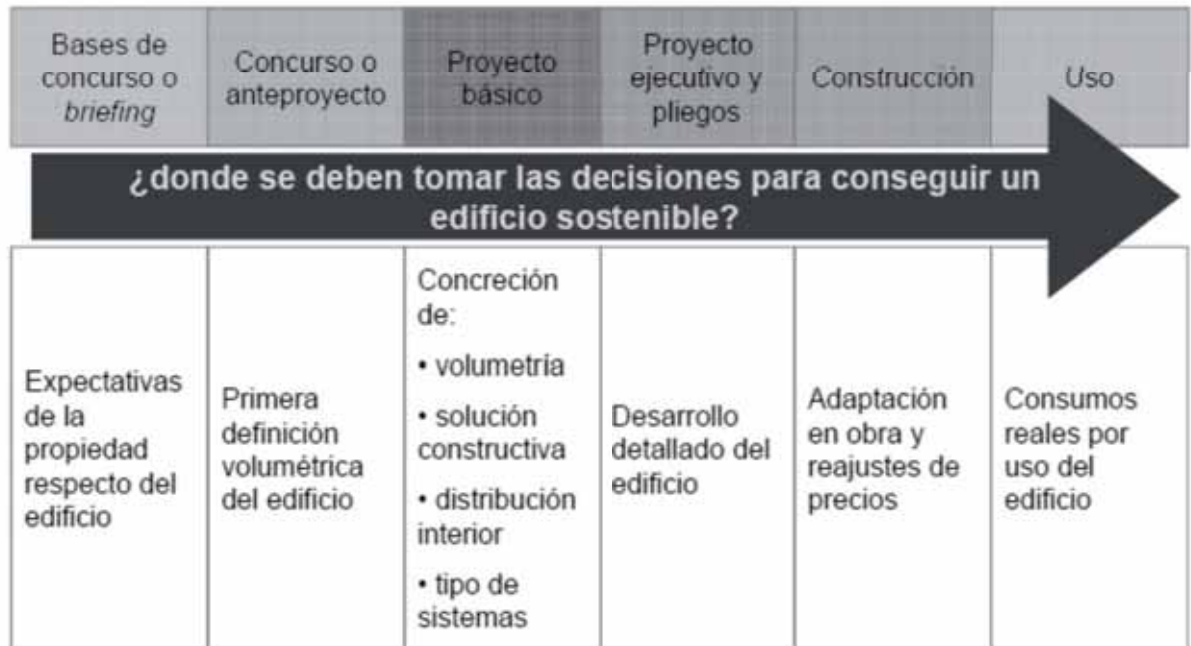 Bases de
concurso o
briefing
Concurso o
anteproyecto
Proyecto
básico
Proyecto
ejecutivo y
pliegos
Construcción
Uso
¿donde se deben tomar las decisiones para conseguir un
edificio sostenible?
Expectativas
de la
propiedad
respecto del
edificio
Primera
definición
volumétrica
del edificio
Concreción
de:
• volumetría
• solución
constructiva
• distribución
interior
• tipo de
sistemas
Desarrollo
detallado del
edificio
Adaptación
en obra y
reajustes de
precios
Consumos
reales por
uso del
edificio